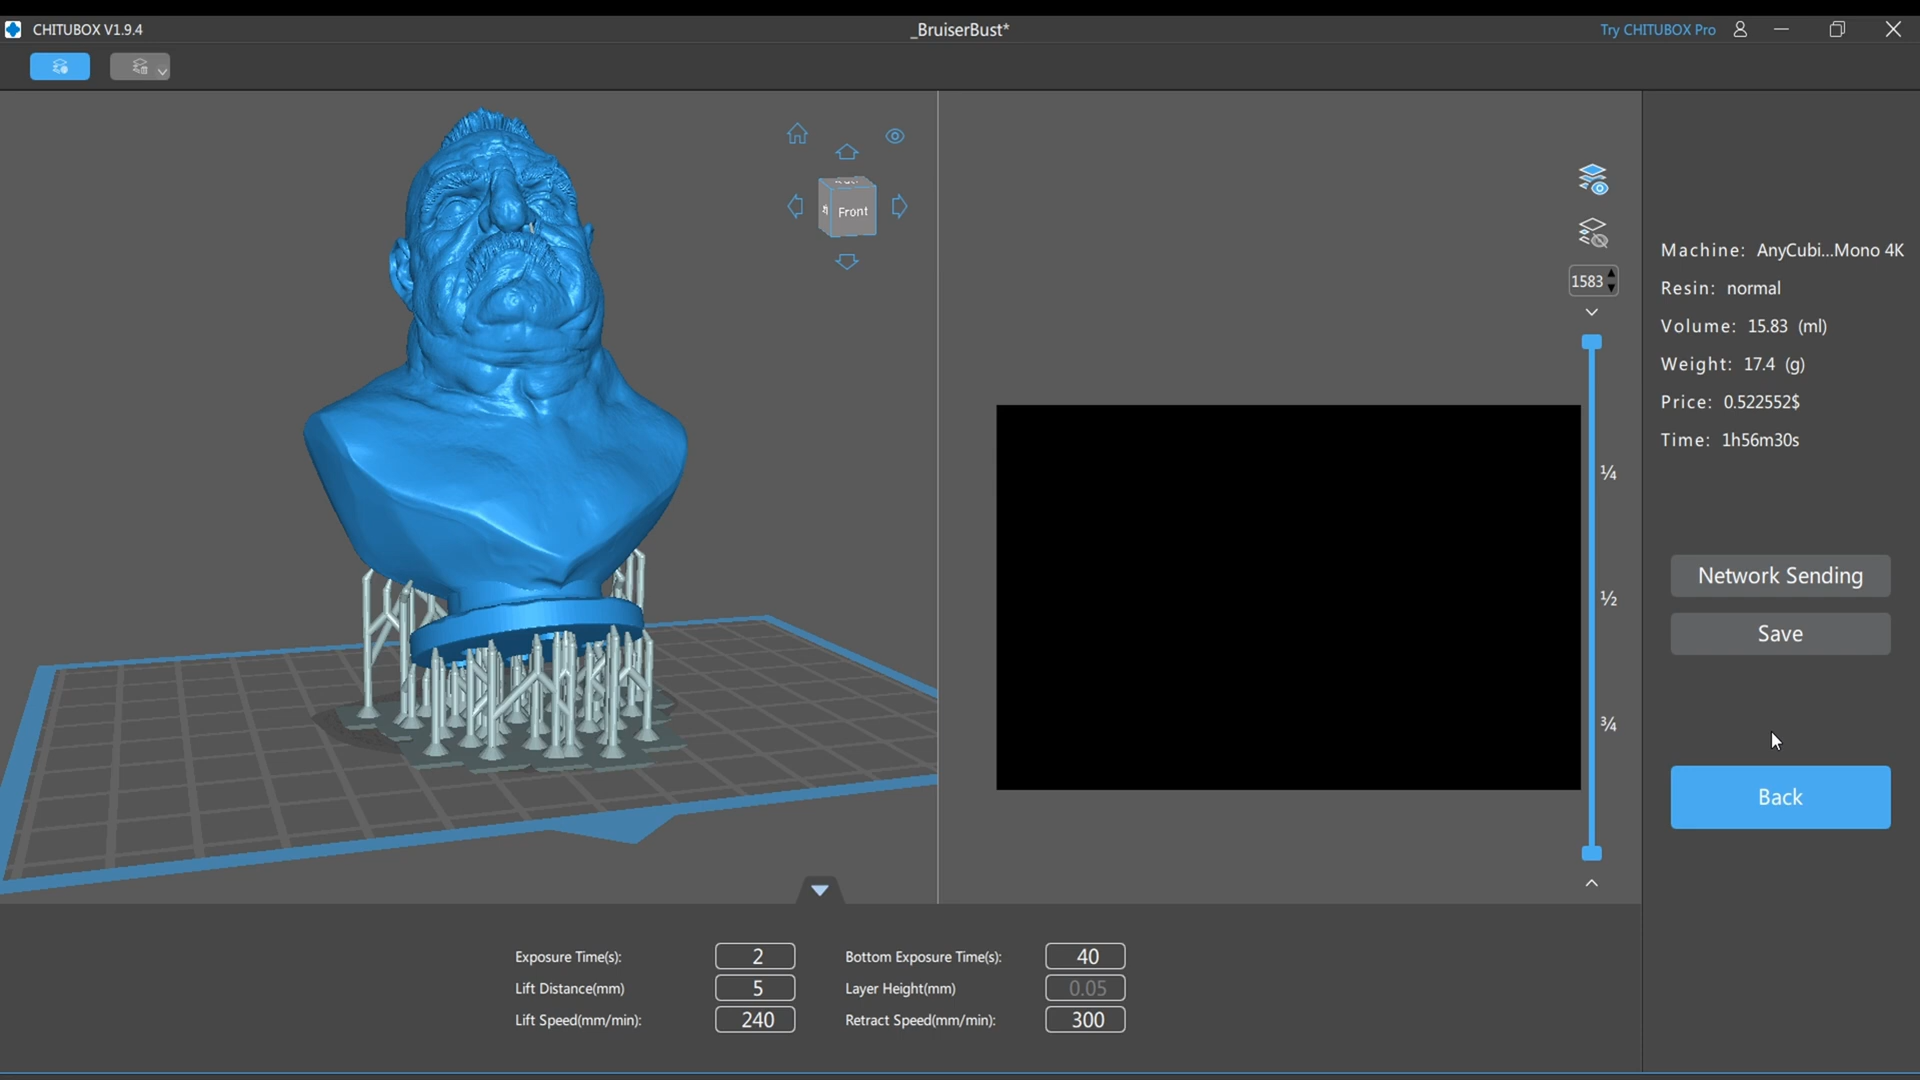 CHITUBOX V1.9.4
_BruiserBust*
Try CHITUBOX Pro
Front
1583
¼
½
¾
Machine: AnyCubi...Mono 4K
Resin: normal
Volume: 15.83 (ml)
Weight: 17.4 (g)
Price: 0.522552$
Time: 1h56m30s
Network Sending
Save
Back
Exposure Time(s): 2 Bottom Exposure Time(s): 40
Lift Distance(mm) 5 Layer Height(mm) 0.05
Lift Speed(mm/min): 240 Retract Speed(mm/min): 300